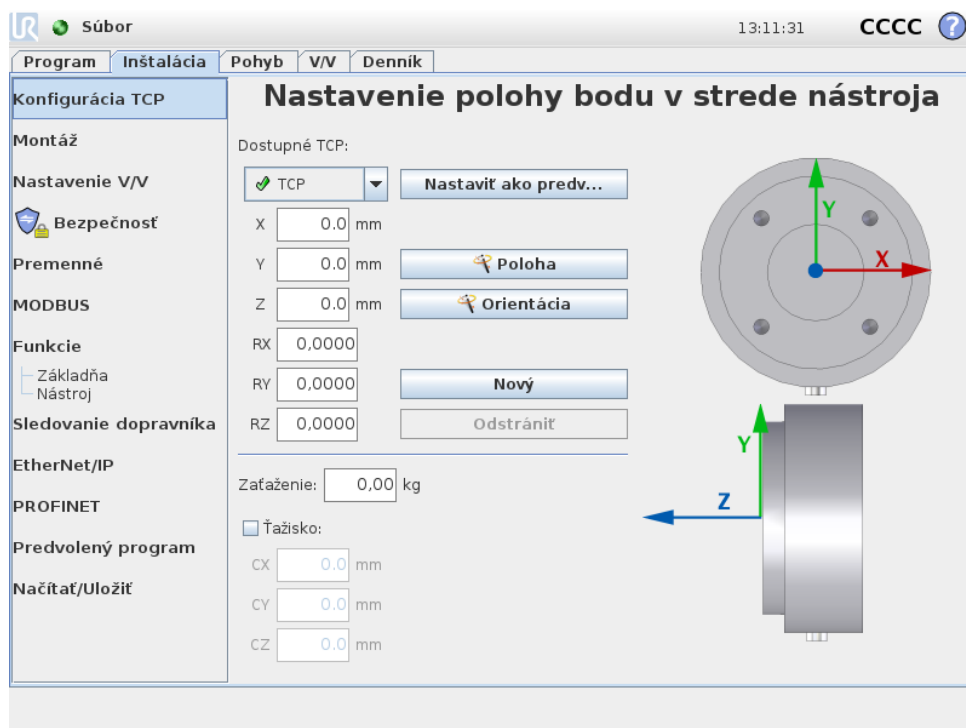 UR Súbor 13:11:31 CCCC ?
Program Inštalácia Pohyb V/V Denník
Konfigurácia TCP
Montáž
Nastavenie V/V
Bezpečnosť
Premenné
MODBUS
Funkcie
Základňa
Nástroj
Sledovanie dopravníka
EtherNet/IP
PROFINET
Predvolený program
Načítať/Uložiť
Nastavenie polohy bodu v strede nástroja
Dostupné TCP:
TCP Nastaviť ako predv...
X 0.0 mm
Y 0.0 mm Poloha
Z 0.0 mm Orientácia
RX 0,0000
RY 0,0000 Nový
RZ 0,0000 Odstrániť
Zaťaženie: 0,00 kg
Ťažisko:
CX 0.0 mm
CY 0.0 mm
CZ 0.0 mm
Y
X
Y
Z